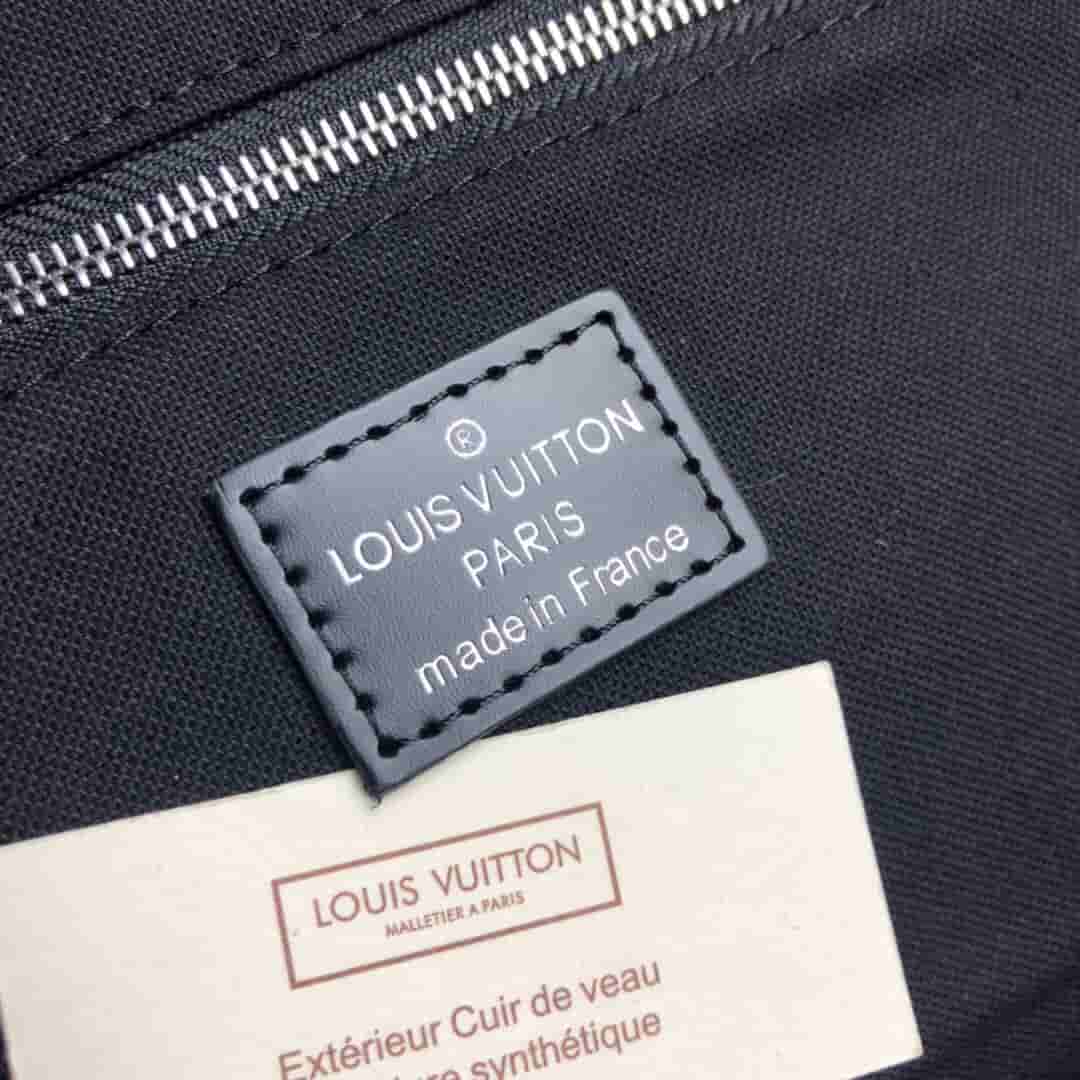 ®
LOUIS VUITTON
PARIS
made in France
LOUIS VUITTON
MALLETIER A PARIS
Extérieur Cuir de veau
synthétique